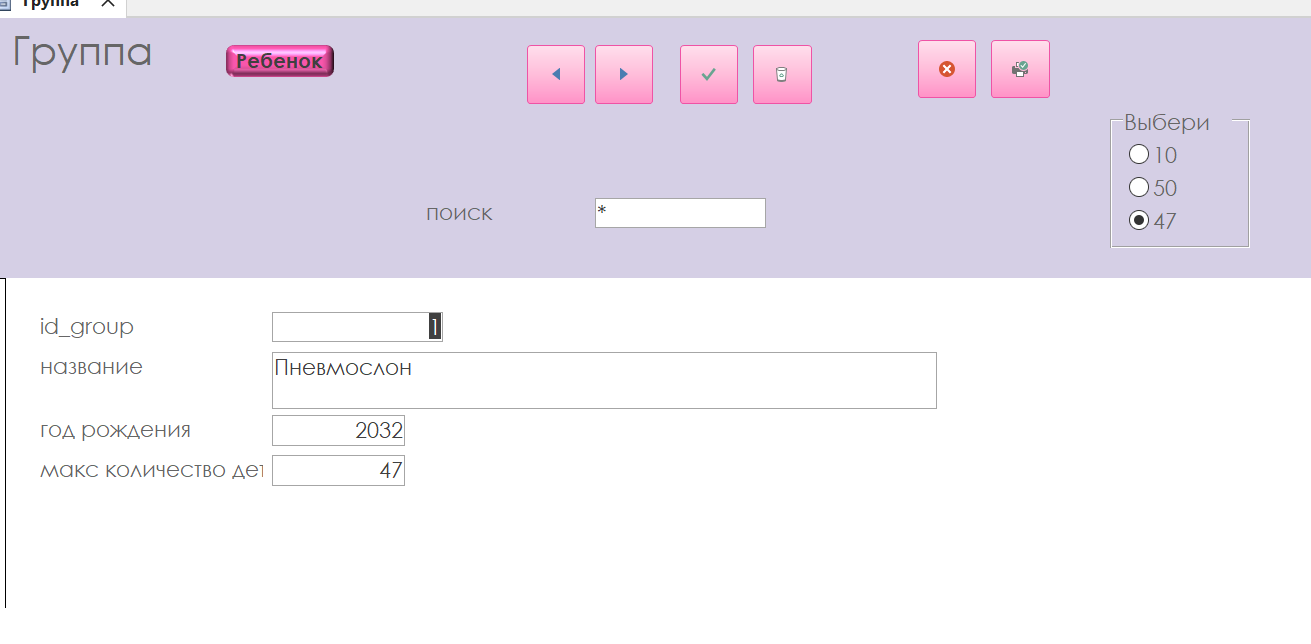 Группа
Группа
Ребенок
Выбери
10
50
47
поиск
*
id_group
1
название
Пневмослон
год рождения
2032
макс количество дет
47